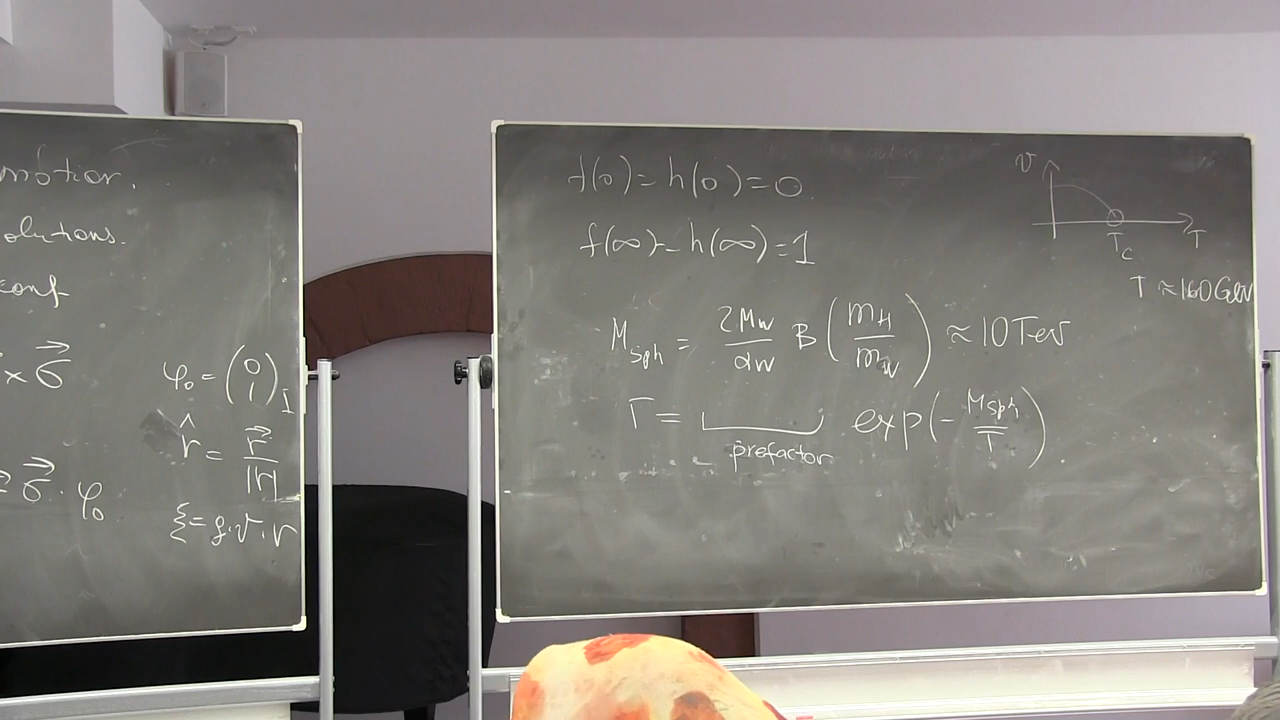 motion.
olutions.
conf
× σ⃗
φ₀ = (0 1)
r̂ = r⃗ / |r|
σ⃗ · φ₀
ξ = g·v·r
f(0) = h(0) = 0
f(∞) = h(∞) = 1
v
T_c
T
T ≈ 160 GeV
M_sph = 2M_W / α_W B (m_H / m_W) ≈ 10 TeV
Γ = prefactor exp(- M_sph / T)